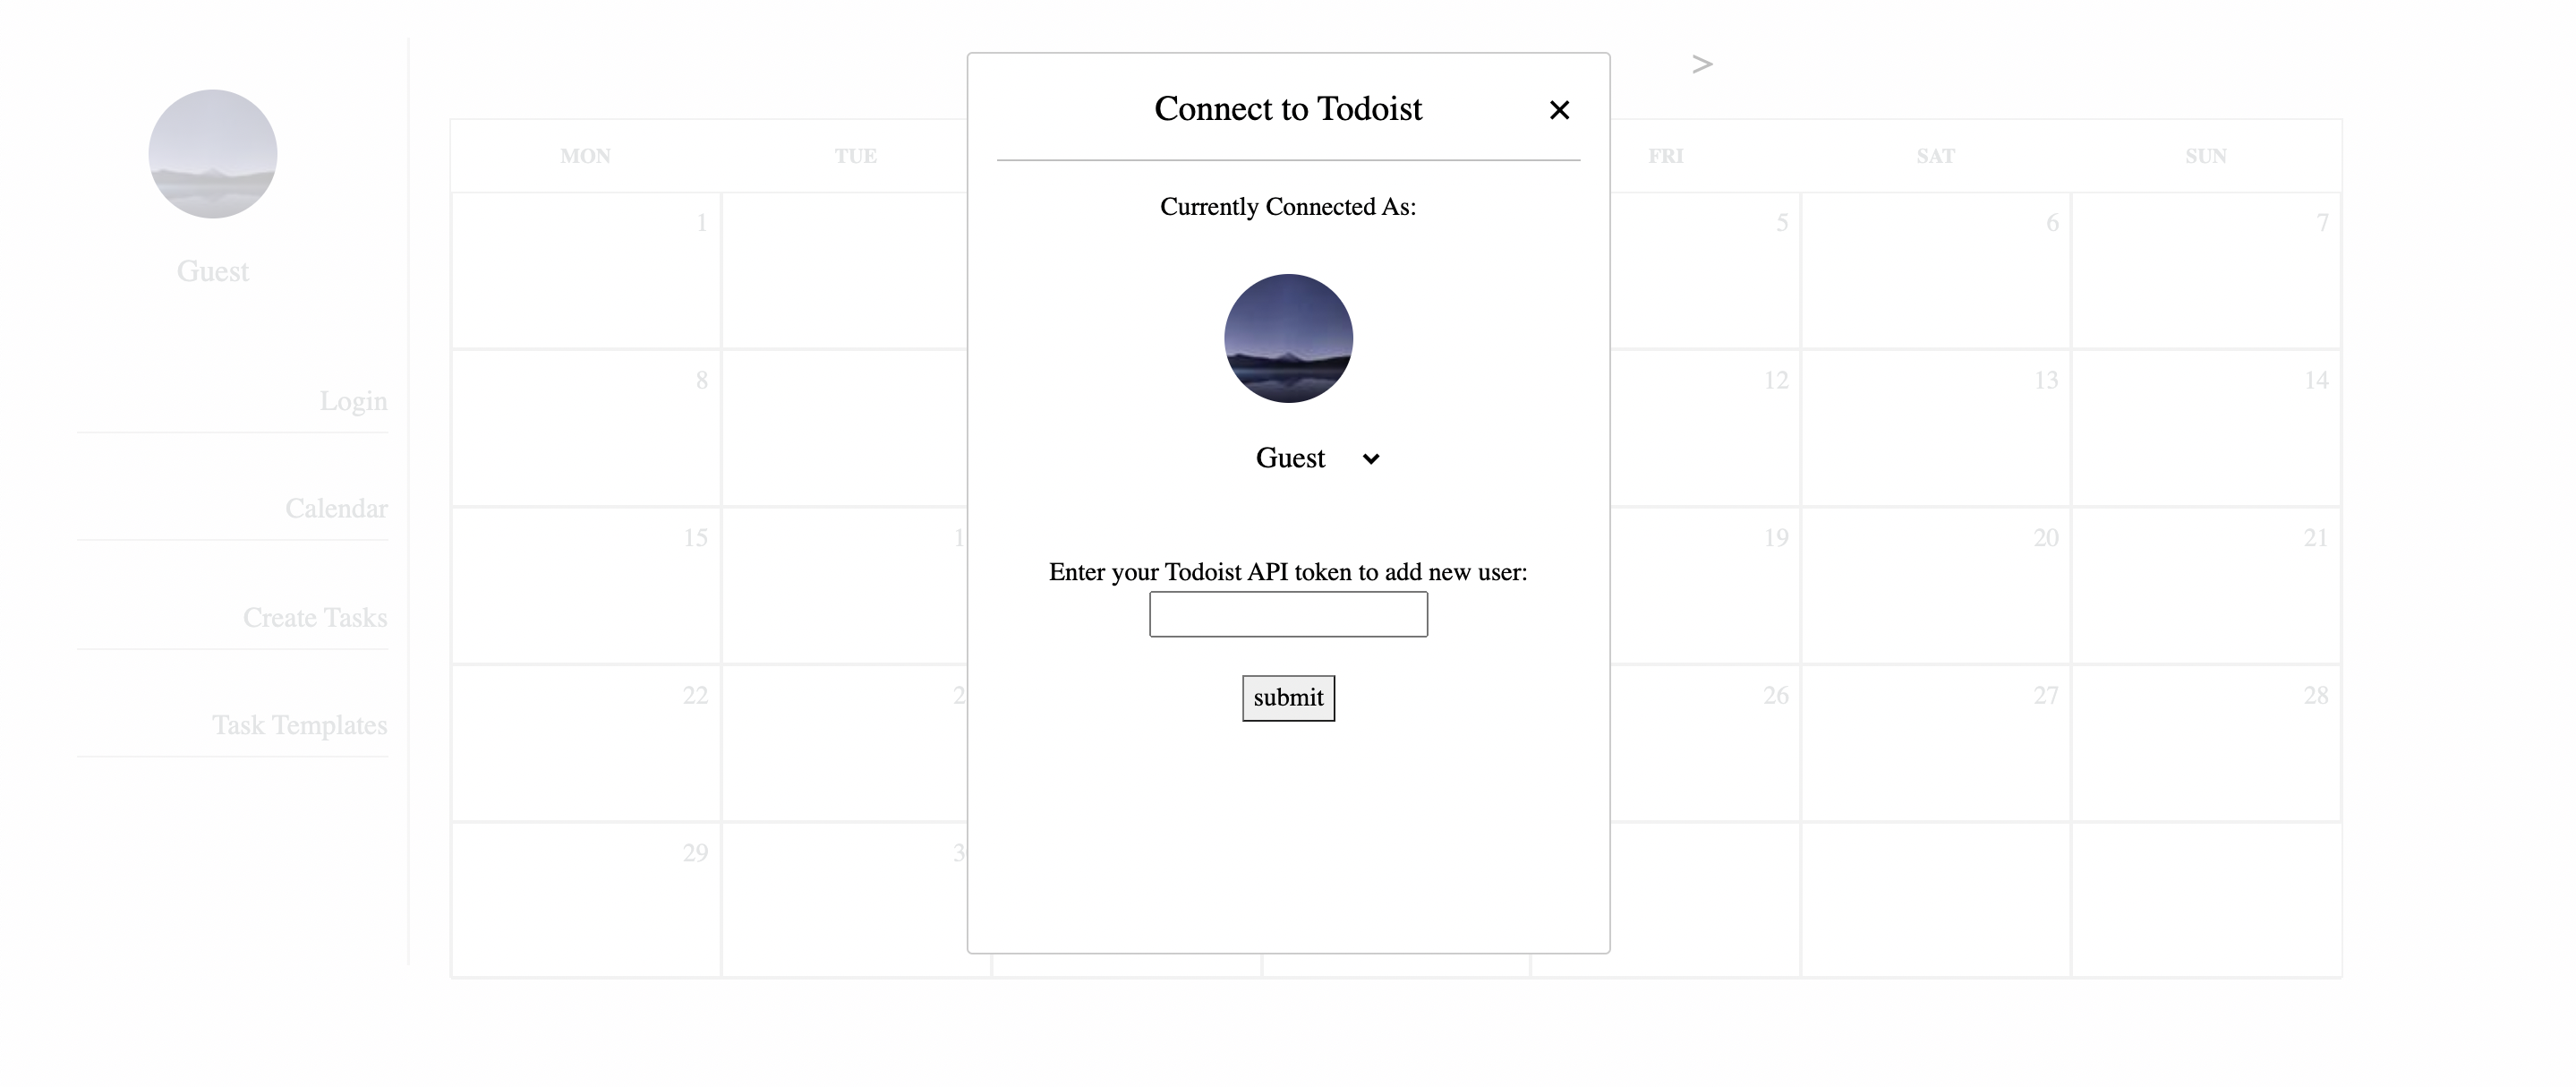 >
Connect to Todoist ✕
Currently Connected As:
Guest
Enter your Todoist API token to add new user:
submit
Guest
Login
Calendar
Create Tasks
Task Templates
MON TUE FRI SAT SUN
1 5 6 7
8 12 13 14
15 1 19 20 21
22 2 26 27 28
29 3